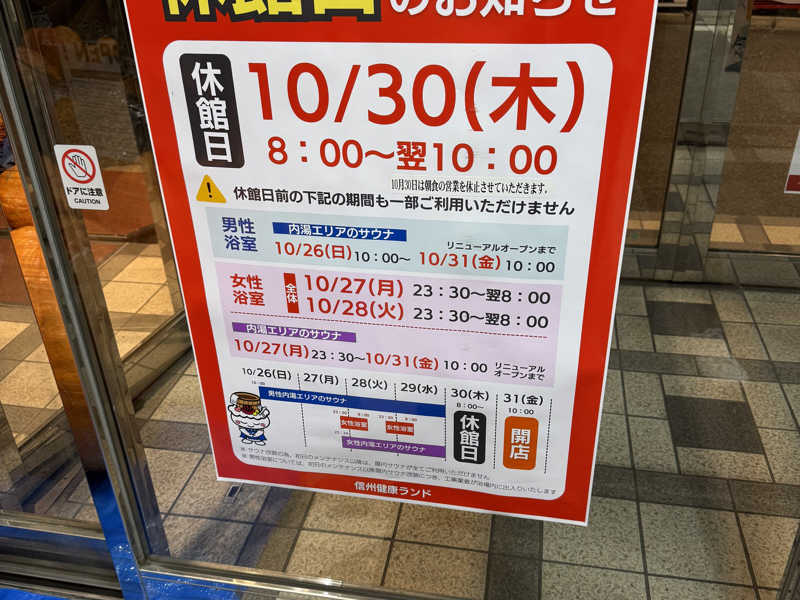 休館日のお知らせ
休館日
10/30(木)
8:00〜翌10:00
10月30日は朝食の営業を休止させていただきます。
休館日前の下記の期間も一部ご利用いただけません
男性浴室
内湯エリアのサウナ
リニューアルオープンまで
10/26(日)10:00〜 10/31(金)10:00
女性浴室
全体
10/27(月) 23:30〜翌8:00
10/28(火) 23:30〜翌8:00
内湯エリアのサウナ
10/27(月)23:30〜10/31(金)10:00 リニューアルオープンまで
10/26(日) 27(月) 28(火) 29(水) 30(木) 31(金)
8:00〜 10:00
男性内湯エリアのサウナ
女性浴室 女性浴室
女性内湯エリアのサウナ
休館日
開店
信州健康ランド
ドアに注意
CAUTION